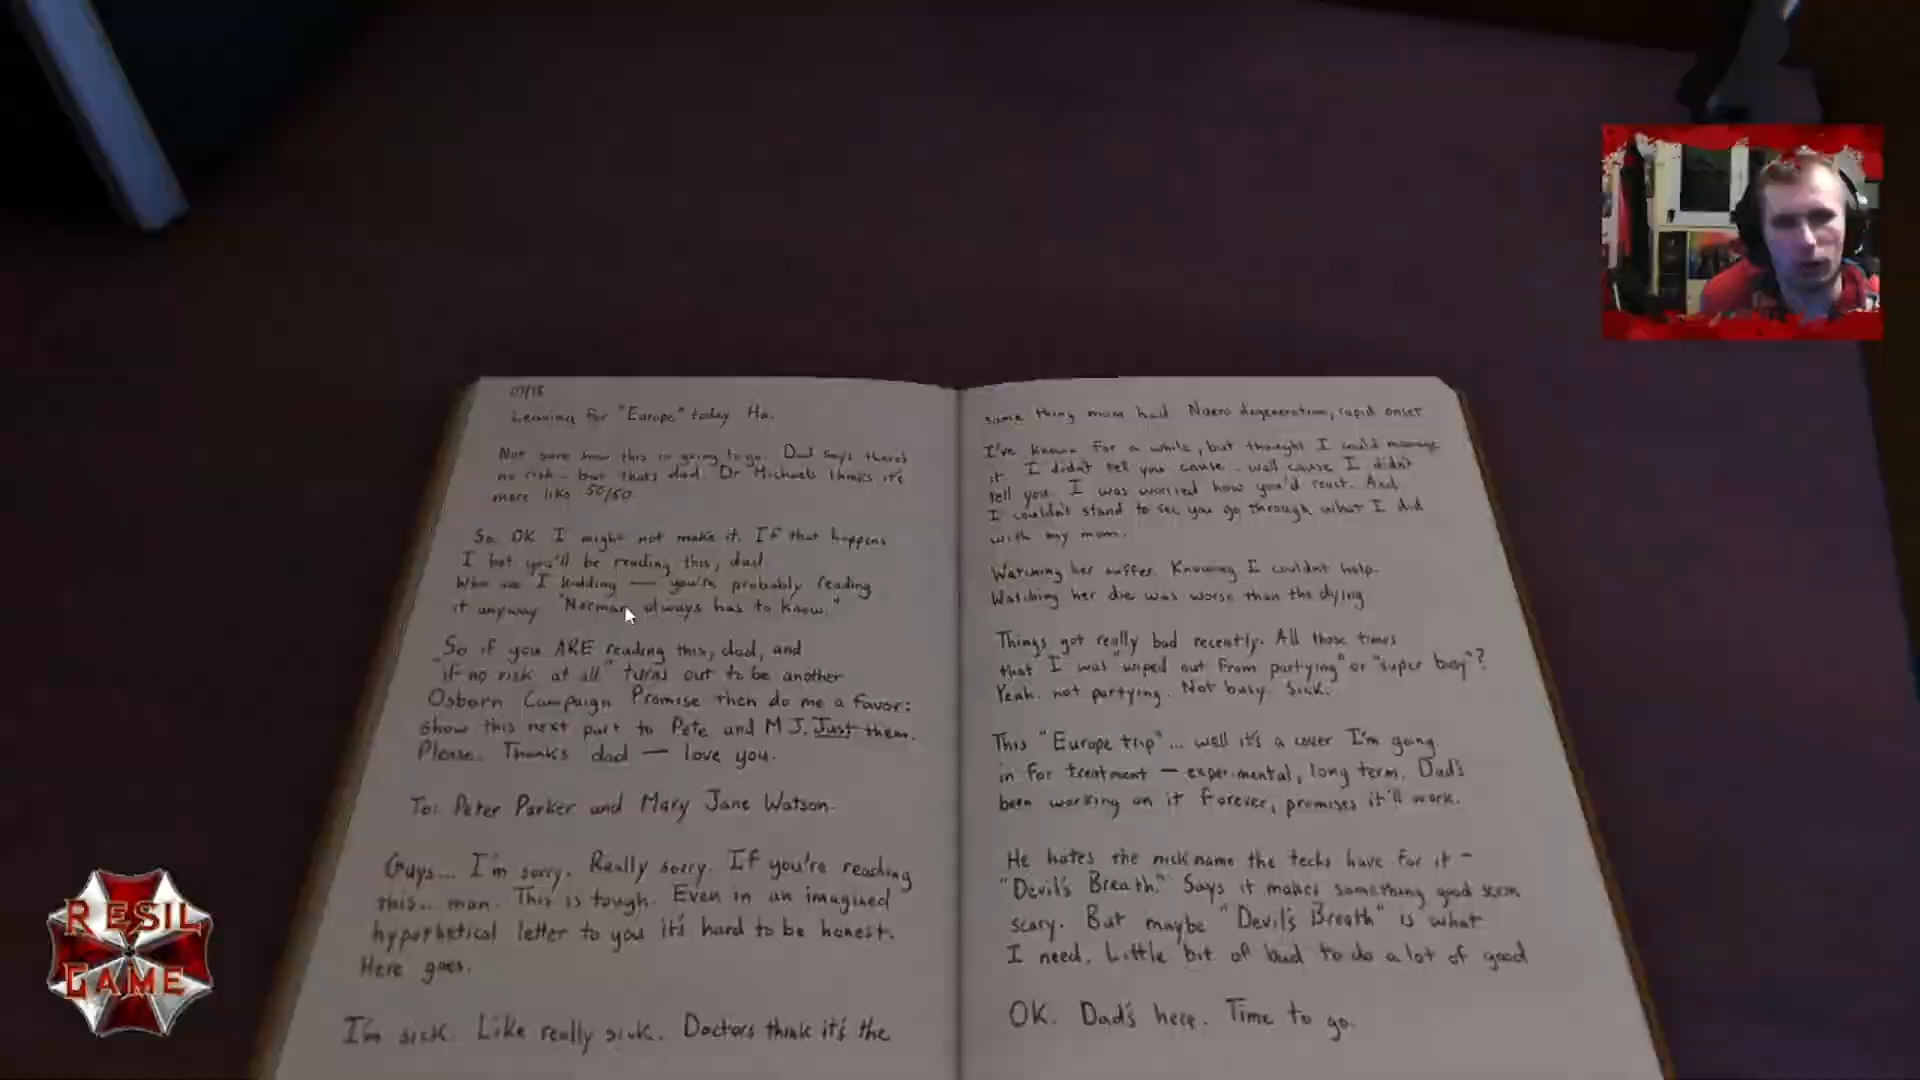 07/15
Leaving for "Europe" today Ha.
Not sure how this is going to go. Dad says there's
no risk - but that's dad. Dr Michaels thinks it's
more like 50/50
So. OK I might not make it. If that happens
I bet you'll be reading this, dad
Who am I kidding — you're probably reading
it anyway. "Norman always has to know."
So if you ARE reading this, dad, and
if "no risk at all" turns out to be another
Osborn Campaign Promise then do me a favor:
show this next part to Pete and MJ. Just them.
Please. Thanks dad — love you.
To: Peter Parker and Mary Jane Watson.
Guys... I'm sorry. Really sorry. If you're reading
this... man. This is tough. Even in an imagined
hypothetical letter to you it's hard to be honest.
Here goes.
I'm sick. Like really sick. Doctors think it's the
same thing mom had Neuro degeneration, rapid onset
I've known for a while, but thought I could manage
it. I didn't tell you cause - well cause I didn't
tell you. I was worried how you'd react. And
I couldn't stand to see you go through what I did
with my mom.
Watching her suffer. Knowing I couldn't help.
Watching her die was worse than the dying
Things got really bad recently. All those times
that I was "wiped out from partying" or "super busy"?
Yeah. not partying. Not busy. Sick.
This "Europe trip"... well it's a cover I'm going
in for treatment — experimental, long term. Dad's
been working on it forever, promises it'll work.
He hates the nickname the techs have for it -
"Devil's Breath." Says it makes something good seem
scary. But maybe "Devil's Breath" is what
I need. Little bit of bad to do a lot of good
OK. Dad's here. Time to go.
RESIL
GAME